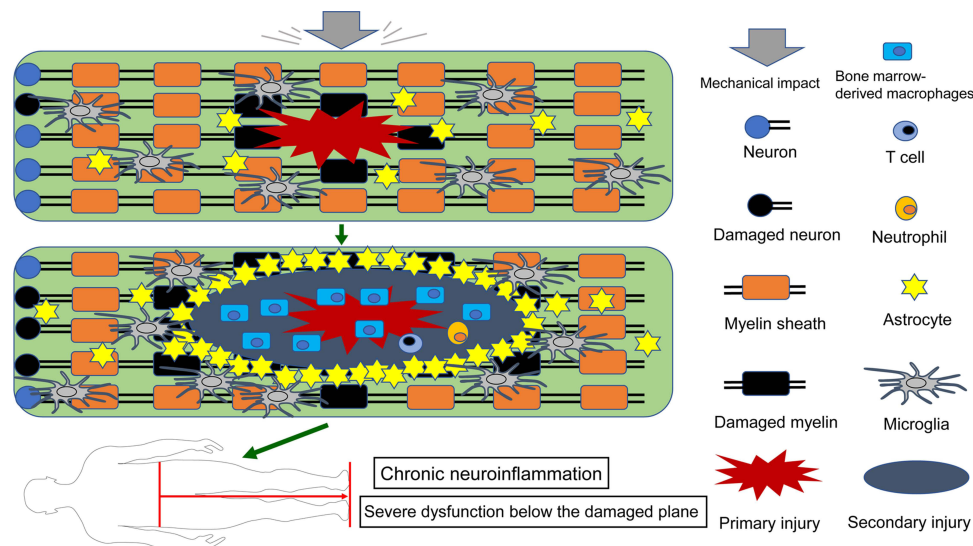 Mechanical impact
Bone marrow-
derived macrophages
Neuron
T cell
Damaged neuron
Neutrophil
Myelin sheath
Astrocyte
Damaged myelin
Microglia
Primary injury
Secondary injury
Chronic neuroinflammation
Severe dysfunction below the damaged plane